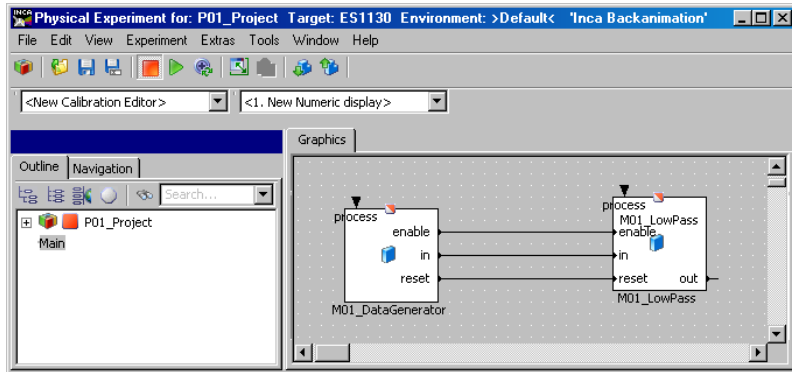 Physical Experiment for: P01_Project Target: ES1130 Environment: >Default< 'Inca Backanimation'
File Edit View Experiment Extras Tools Window Help
<New Calibration Editor> <1. New Numeric display>
Graphics
Outline Navigation
Search...
P01_Project
Main
process
enable
in
reset
M01_DataGenerator
process
M01_LowPass
enable
in
reset out
M01_LowPass